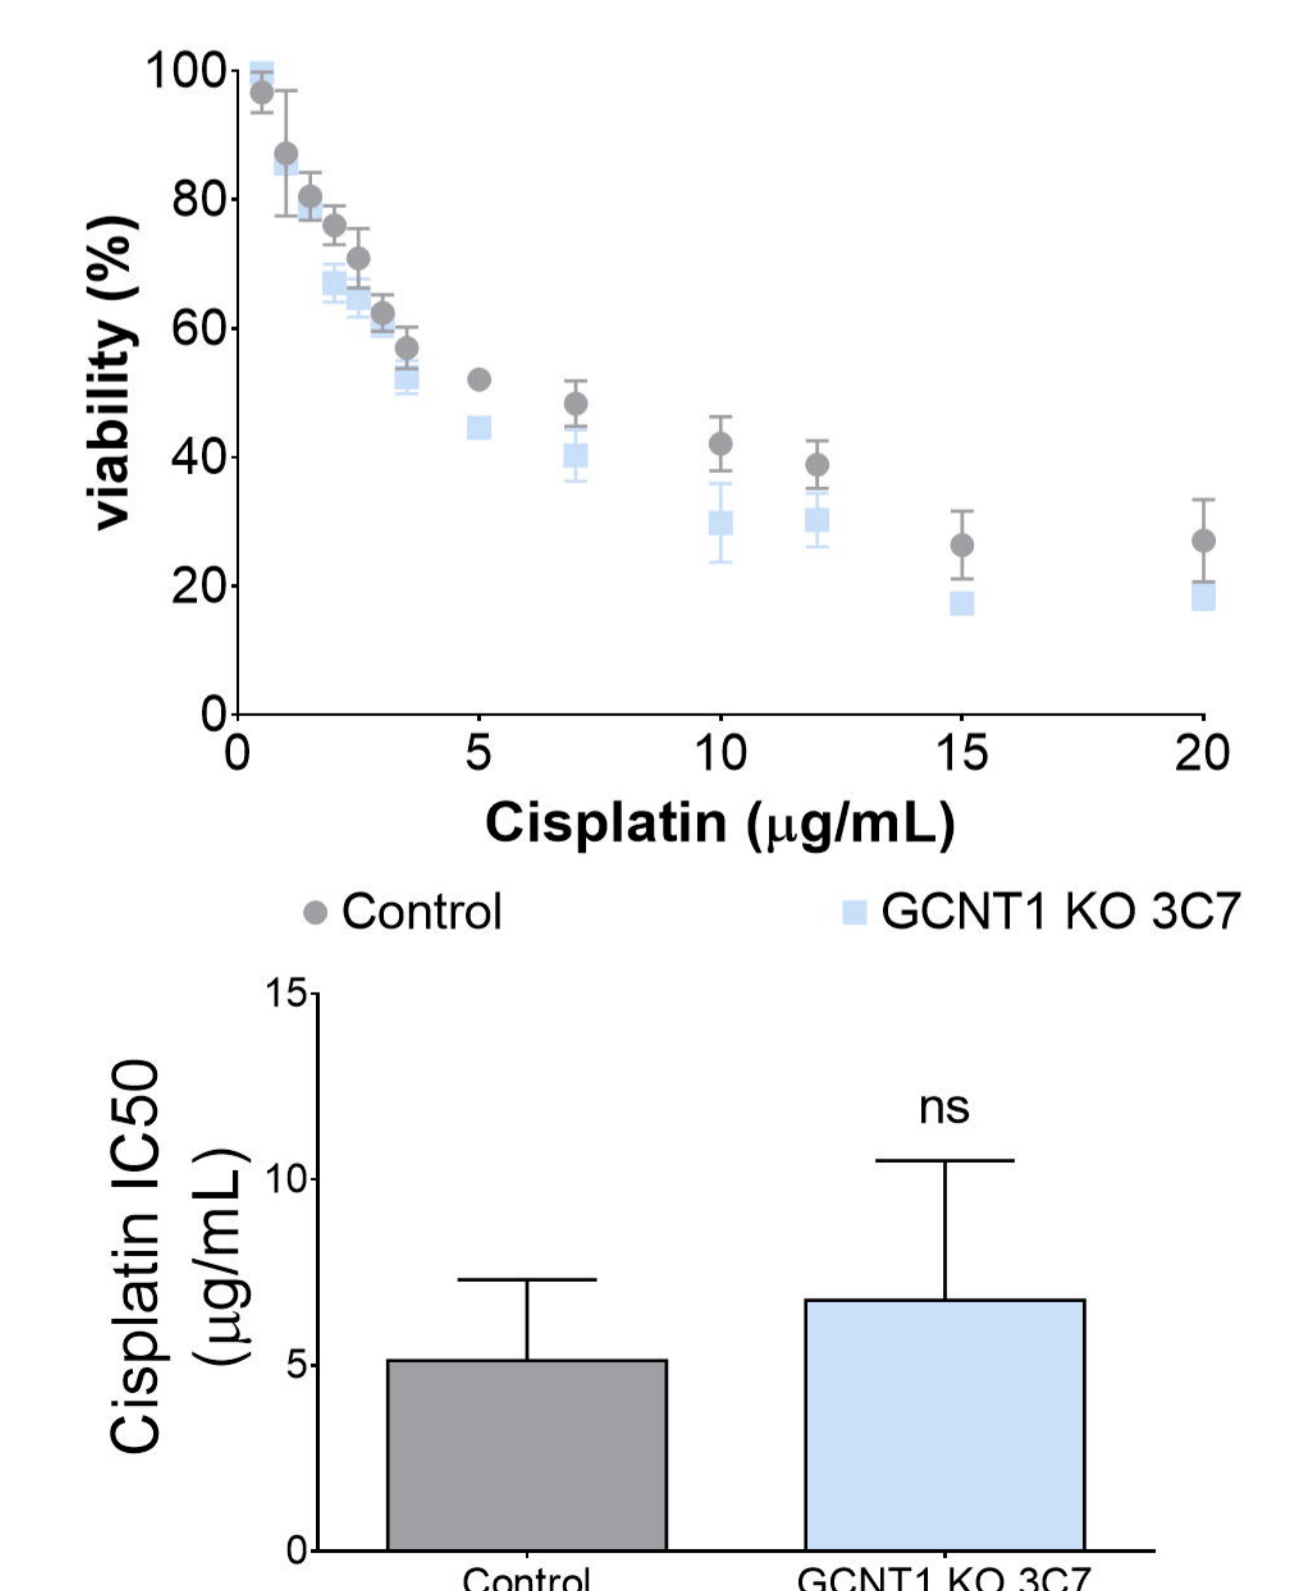 100
80
60
40
20
0
viability (%)
0 5 10 15 20
Cisplatin (μg/mL)
Control GCNT1 KO 3C7
15
10
5
0
Cisplatin IC50
(μg/mL)
ns
Control GCNT1 KO 3C7